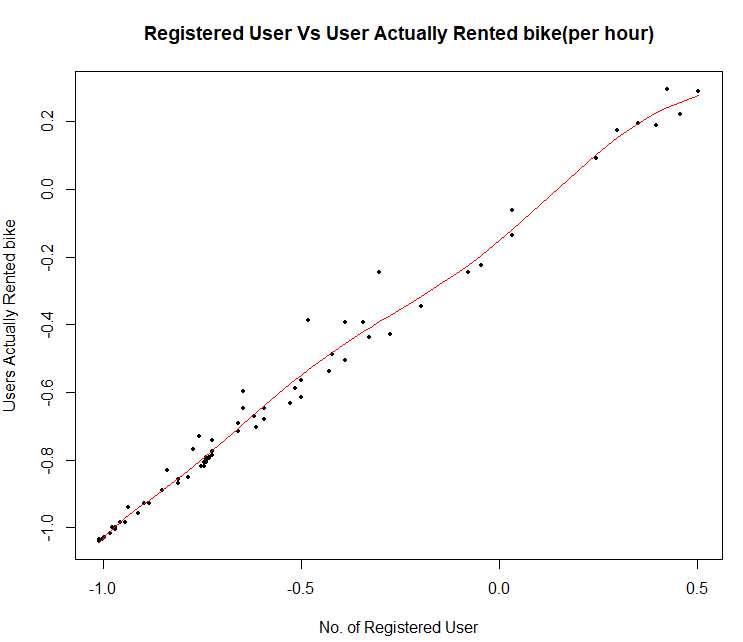 Registered User Vs User Actually Rented bike(per hour)
Users Actually Rented bike
0.2
0.0
-0.2
-0.4
-0.6
-0.8
-1.0
-1.0 -0.5 0.0 0.5
No. of Registered User